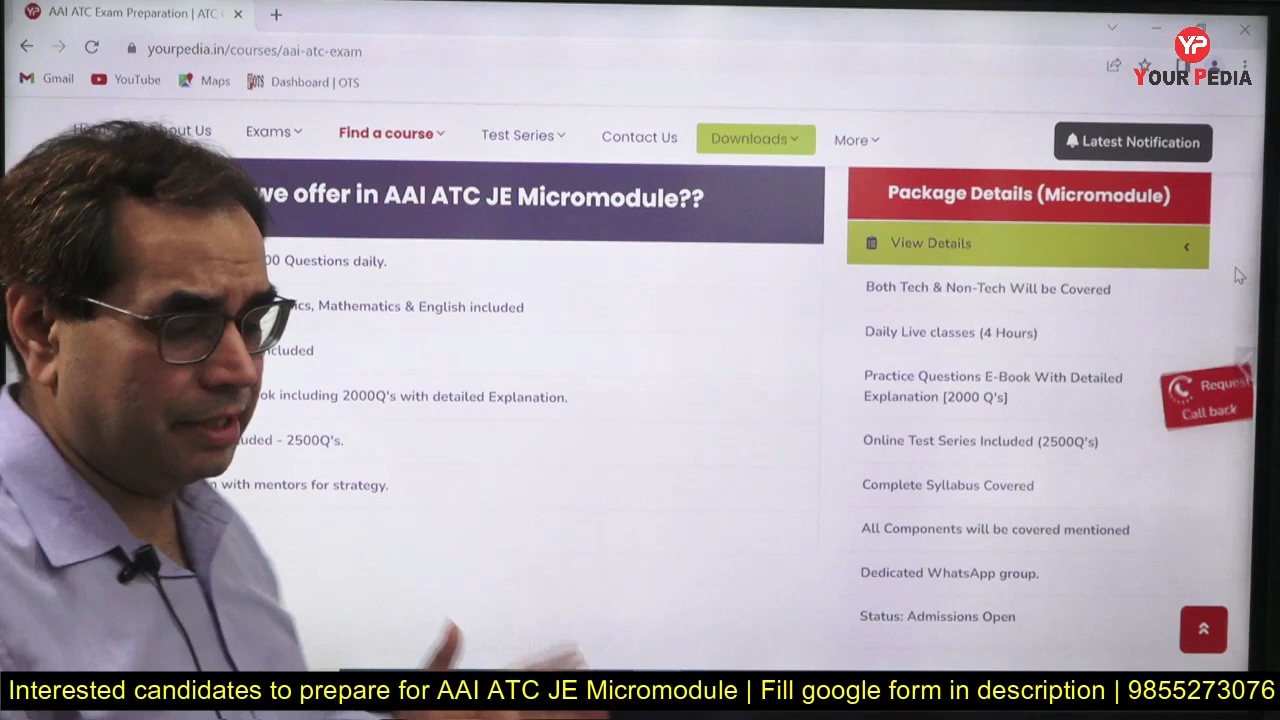 AAI ATC Exam Preparation | ATC
yourpedia.in/courses/aai-atc-exam
Gmail YouTube Maps OTS Dashboard | OTS
YP
YOUR PEDIA
About Us Exams Find a course Test Series Contact Us Downloads More Latest Notification
we offer in AAI ATC JE Micromodule??
00 Questions daily.
ics, Mathematics & English included
included
ok including 2000Q's with detailed Explanation.
uded - 2500Q's.
with mentors for strategy.
Package Details (Micromodule)
View Details
Both Tech & Non-Tech Will be Covered
Daily Live classes (4 Hours)
Practice Questions E-Book With Detailed
Explanation [2000 Q's]
Online Test Series Included (2500Q's)
Complete Syllabus Covered
All Components will be covered mentioned
Dedicated WhatsApp group.
Status: Admissions Open
Request
Call back
Interested candidates to prepare for AAI ATC JE Micromodule | Fill google form in description | 9855273076